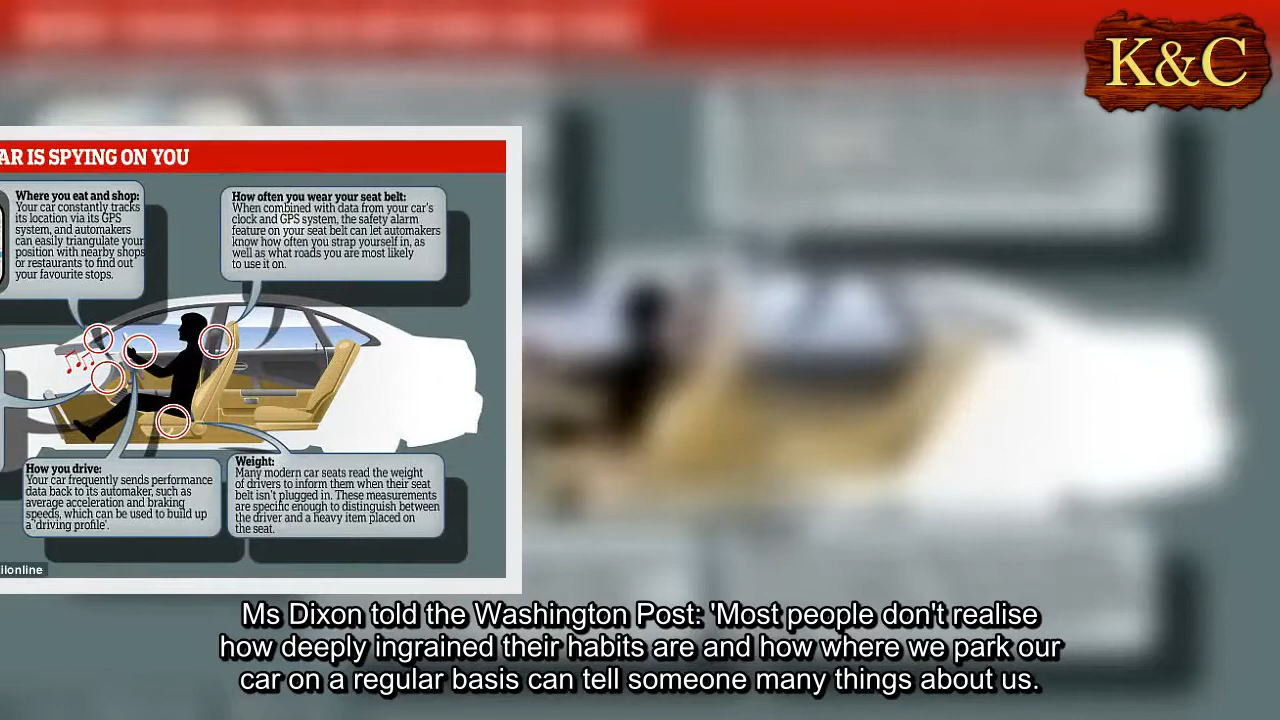 K&C
AR IS SPYING ON YOU
Where you eat and shop:
Your car constantly tracks
its location via its GPS
system, and automakers
can easily triangulate your
position with nearby shops
or restaurants to find out
your favourite stops.
How often you wear your seat belt:
When combined with data from your car's
clock and GPS system, the safety alarm
feature on your seat belt can let automakers
know how often you strap yourself in, as
well as what roads you are most likely
to use it on.
How you drive:
Your car frequently sends performance
data back to its automaker, such as
average acceleration and braking
speeds, which can be used to build up
a 'driving profile'.
Weight:
Many modern car seats read the weight
of drivers to inform them when their seat
belt isn't plugged in. These measurements
are specific enough to distinguish between
the driver and a heavy item placed on
the seat.
ilonline
Ms Dixon told the Washington Post: 'Most people don't realise
how deeply ingrained their habits are and how where we park our
car on a regular basis can tell someone many things about us.